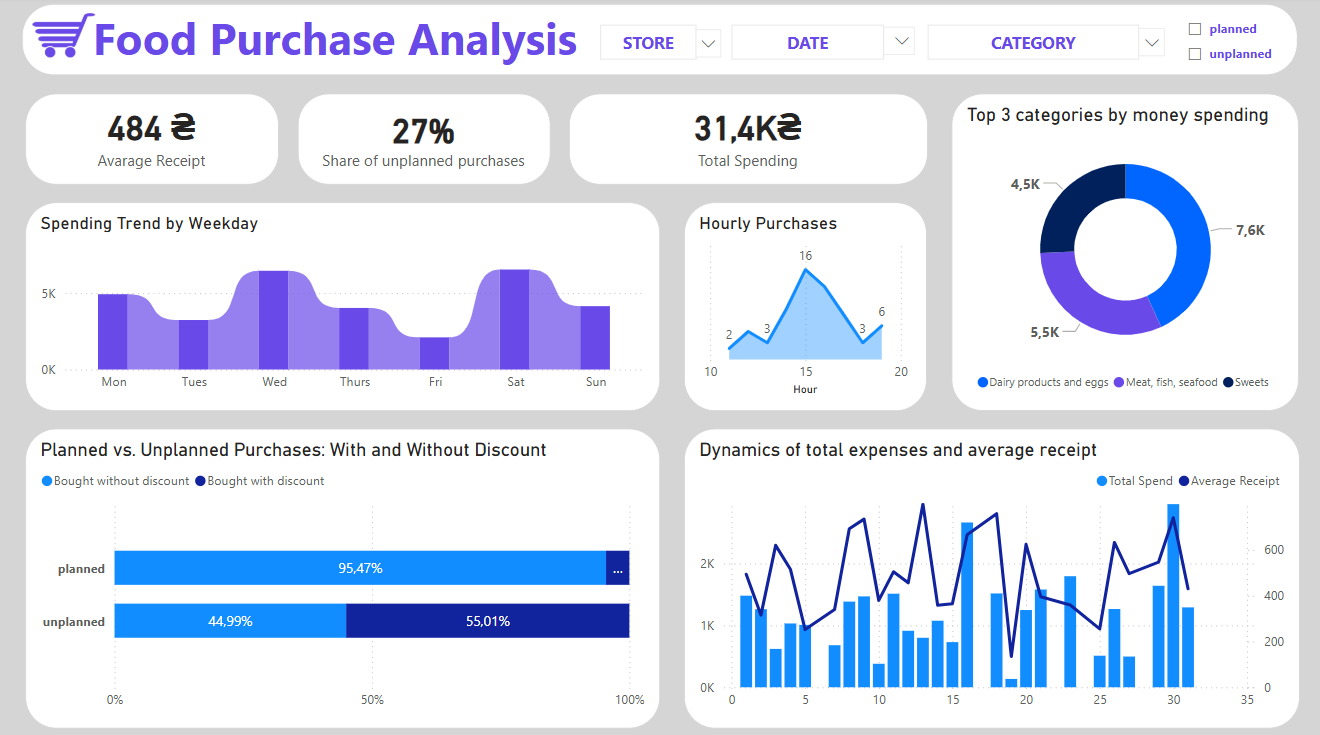 Food Purchase Analysis
STORE
DATE
CATEGORY
planned
unplanned
484 ₴
Avarage Receipt
27%
Share of unplanned purchases
31,4K₴
Total Spending
Top 3 categories by money spending
4,5K
7,6K
5,5K
Dairy products and eggs Meat, fish, seafood Sweets
Spending Trend by Weekday
5K
0K
Mon Tues Wed Thurs Fri Sat Sun
Hourly Purchases
16
2 3 3 6
10 15 20
Hour
Planned vs. Unplanned Purchases: With and Without Discount
Bought without discount Bought with discount
planned 95,47% ...
unplanned 44,99% 55,01%
0% 50% 100%
Dynamics of total expenses and average receipt
Total Spend Average Receipt
2K 600
400
1K
200
0K 0
0 5 10 15 20 25 30 35